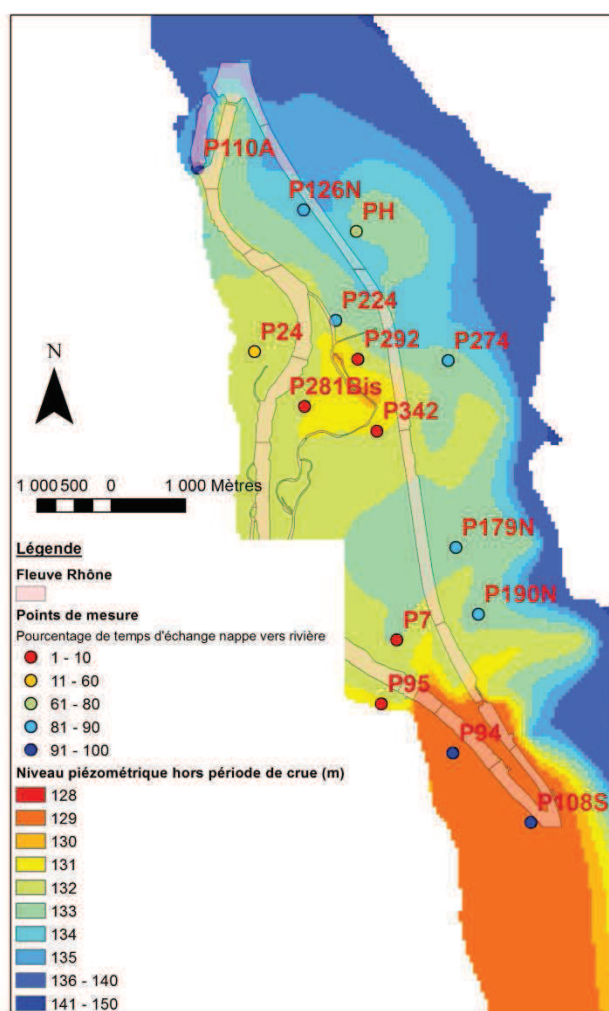 P110A
P126N
PH
P224
P24
P292
P274
P281Bis
P342
N
1 000 500 0 1 000 Mètres
P179N
P190N
P7
P95
P94
P108S
Légende
Fleuve Rhône
Points de mesure
Pourcentage de temps d'échange nappe vers rivière
1 - 10
11 - 60
61 - 80
81 - 90
91 - 100
Niveau piézométrique hors période de crue (m)
128
129
130
131
132
133
134
135
136 - 140
141 - 150